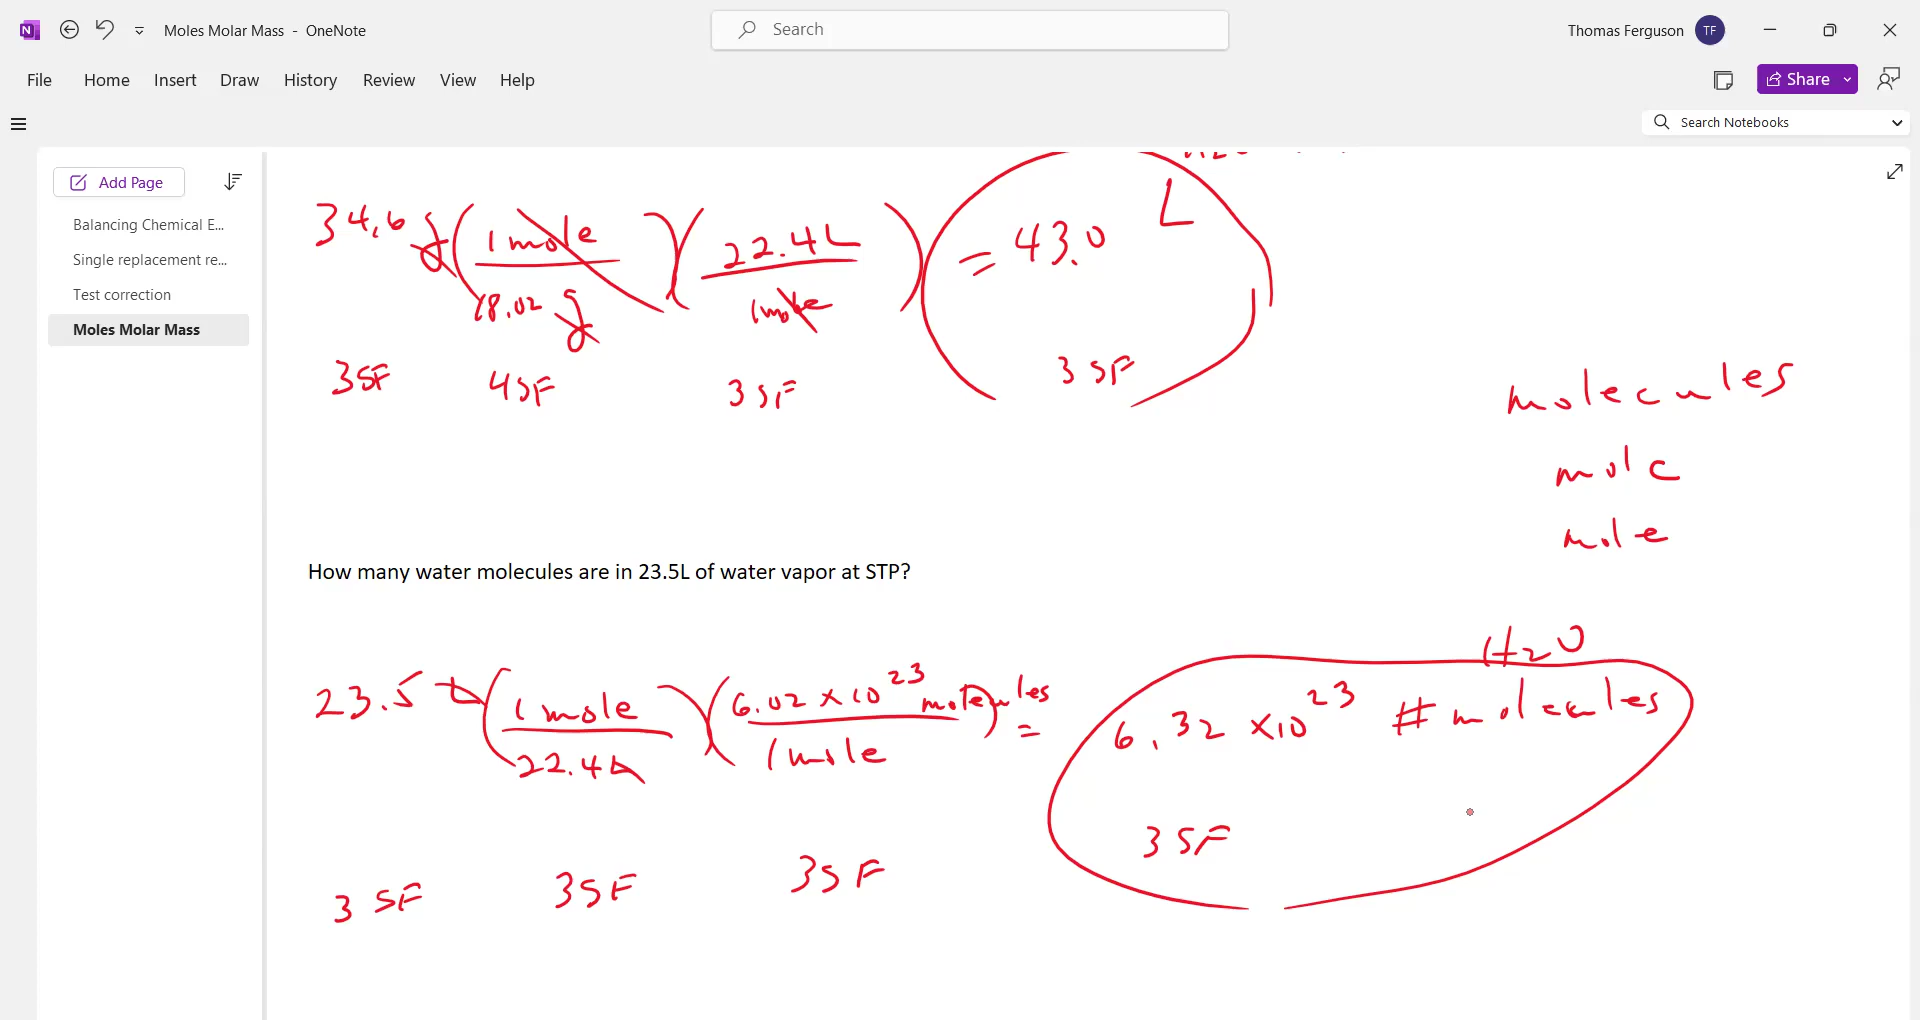 Moles Molar Mass - OneNote
Search
Thomas Ferguson TF
File Home Insert Draw History Review View Help
Share
Search Notebooks
Add Page
Balancing Chemical E...
Single replacement re...
Test correction
Moles Molar Mass
34.6 g (1 mole / 18.02 g) (22.4 L / 1 mole) = 43.0 L
3 SF 4 SF 3 SF 3 SF
molecules
mole
mole
How many water molecules are in 23.5L of water vapor at STP?
23.5 L (1 mole / 22.4 L) (6.02 x 10^23 molecules / 1 mole) = 6.32 x 10^23 # molecules H2O
3 SF 3 SF 3 SF 3 SF